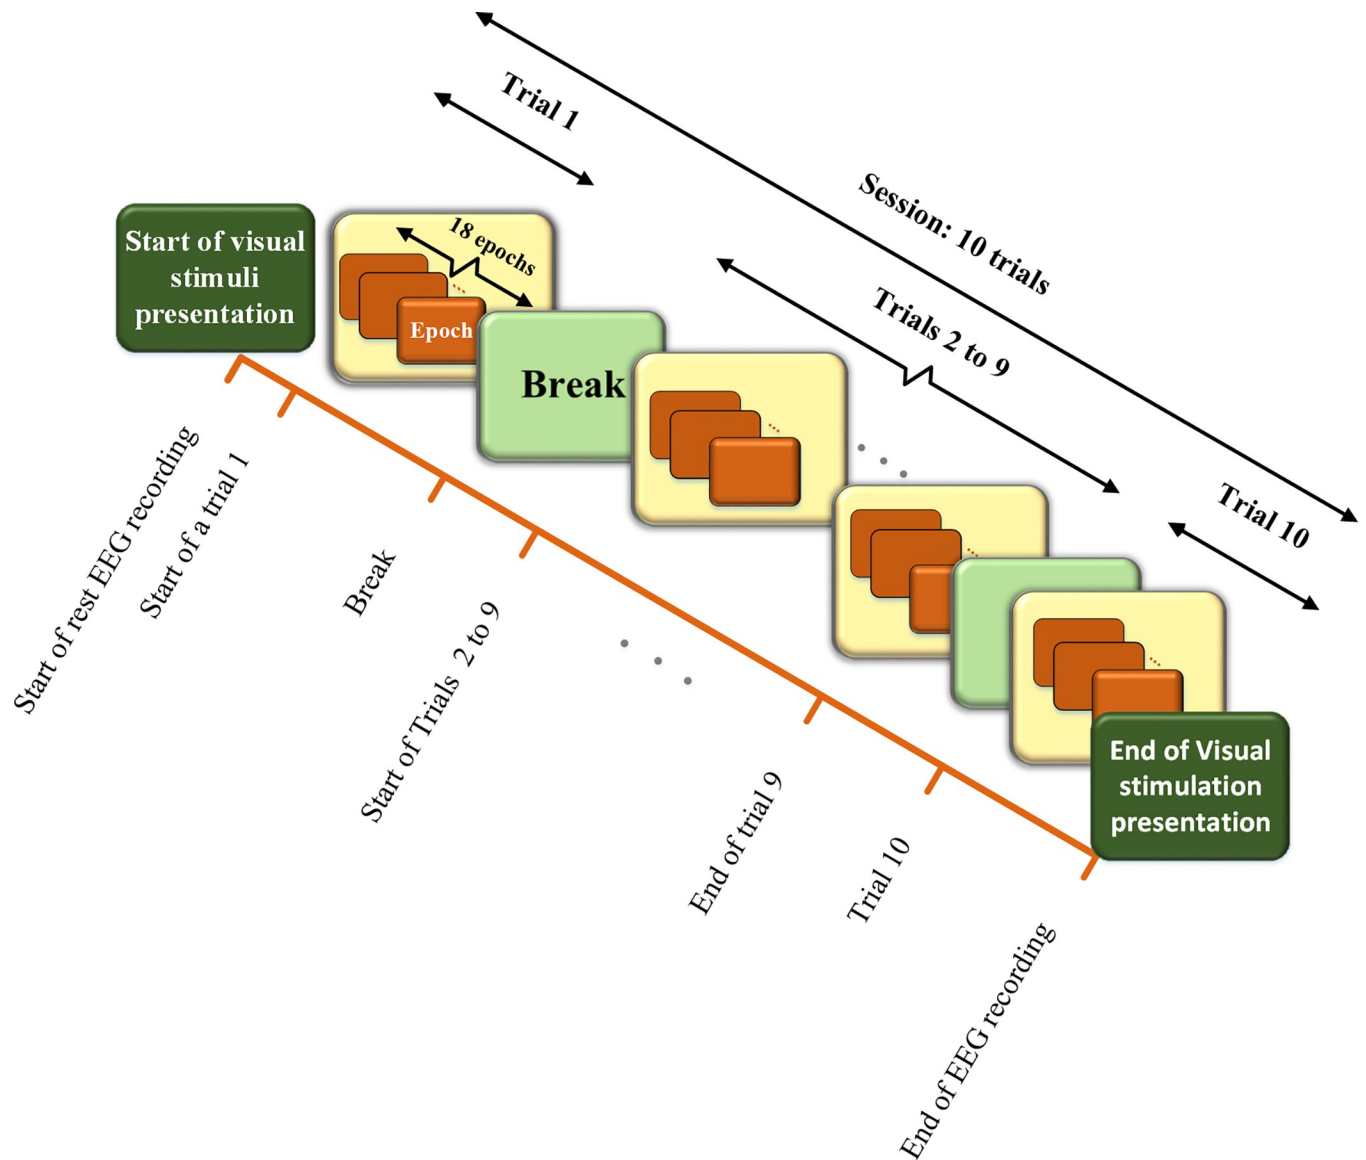 Trial 1
Session: 10 trials
Trials 2 to 9
Trial 10
Start of visual
stimuli
presentation
18 epochs
Epoch
Break
End of Visual
stimulation
presentation
Start of rest EEG recording
Start of a trial 1
Break
Start of Trials 2 to 9
End of trial 9
Trial 10
End of EEG recording